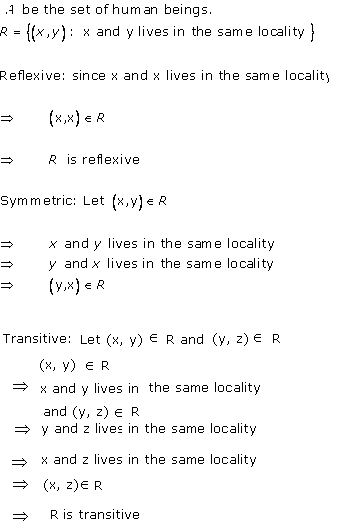 A be the set of human beings.
R = {(x,y): x and y lives in the same locality }
Reflexive: since x and x lives in the same locality
⇒ (x,x) ∈ R
⇒ R is reflexive
Symmetric: Let (x,y) ∈ R
⇒ x and y lives in the same locality
⇒ y and x lives in the same locality
⇒ (y,x) ∈ R
Transitive: Let (x, y) ∈ R and (y, z) ∈ R
(x, y) ∈ R
⇒ x and y lives in the same locality
and (y, z) ∈ R
⇒ y and z lives in the same locality
⇒ x and z lives in the same locality
⇒ (x, z)∈ R
⇒ R is transitive